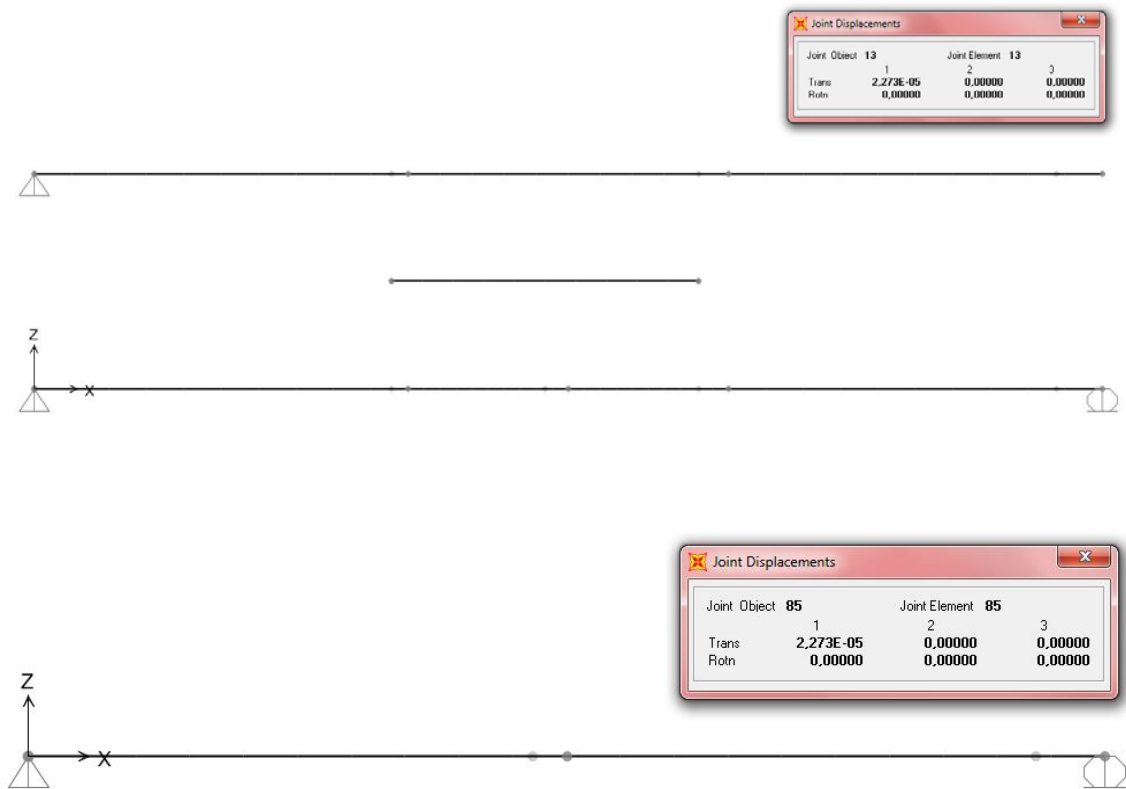 Joint Displacements
Joint Object 13 Joint Element 13
1 2 3
Trans 2,273E-05 0,00000 0,00000
Rotn 0,00000 0,00000 0,00000
Z
X
Joint Displacements
Joint Object 85 Joint Element 85
1 2 3
Trans 2,273E-05 0,00000 0,00000
Rotn 0,00000 0,00000 0,00000
Z
X